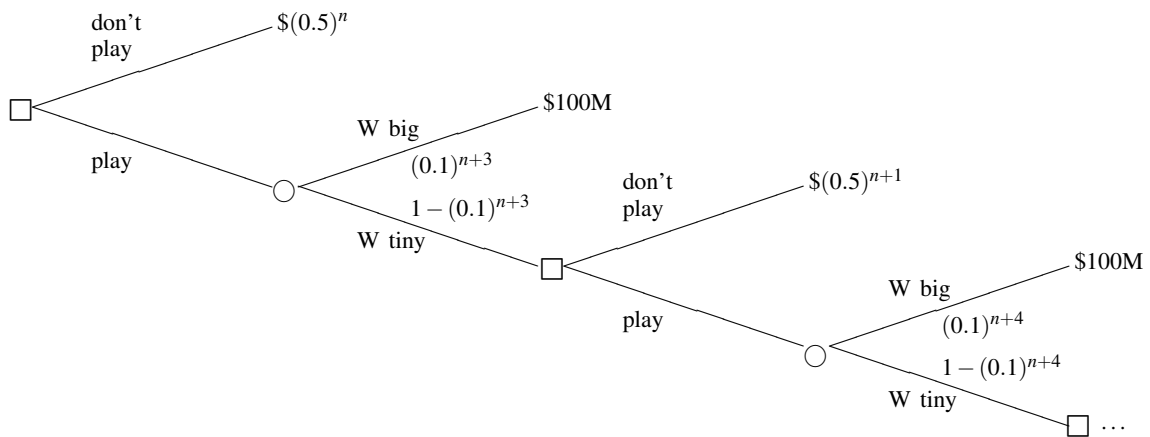 don't
play
$(0.5)^n
play
W big
$100M
(0.1)^{n+3}
1 − (0.1)^{n+3}
W tiny
don't
play
$(0.5)^{n+1}
play
W big
$100M
(0.1)^{n+4}
1 − (0.1)^{n+4}
W tiny
...